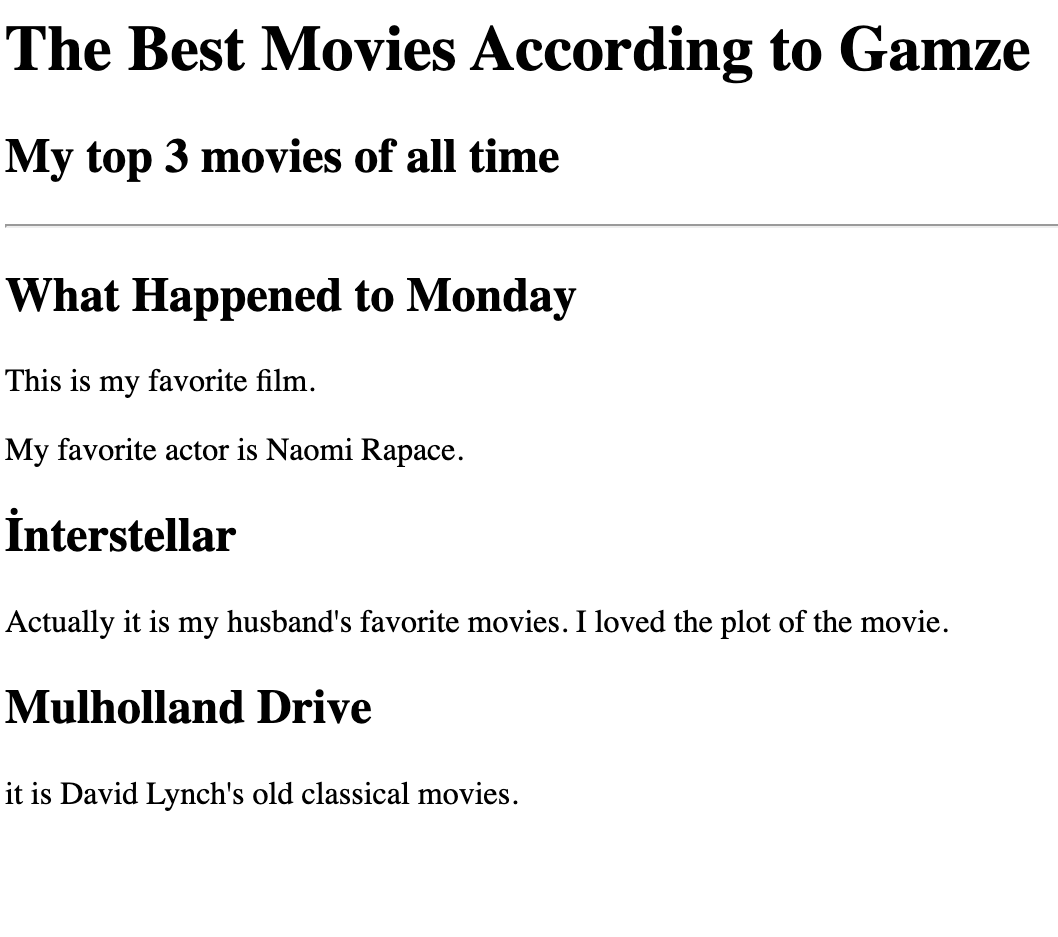 The Best Movies According to Gamze
My top 3 movies of all time
What Happened to Monday
This is my favorite film.
My favorite actor is Naomi Rapace.
İnterstellar
Actually it is my husband's favorite movies. I loved the plot of the movie.
Mulholland Drive
it is David Lynch's old classical movies.